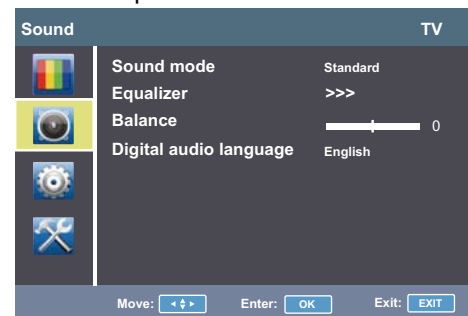 Sound TV
Sound mode Standard
Equalizer >>>
Balance 0
Digital audio language English
Move: Enter: OK Exit: EXIT